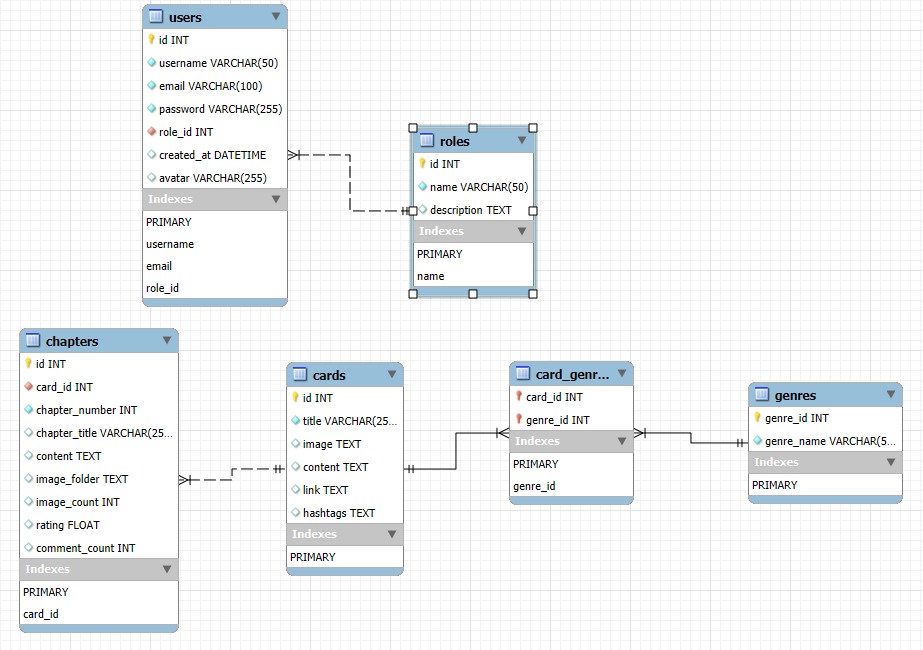 users
id INT
username VARCHAR(50)
email VARCHAR(100)
password VARCHAR(255)
role_id INT
created_at DATETIME
avatar VARCHAR(255)
Indexes
PRIMARY
username
email
role_id
roles
id INT
name VARCHAR(50)
description TEXT
Indexes
PRIMARY
name
chapters
id INT
card_id INT
chapter_number INT
chapter_title VARCHAR(25...
content TEXT
image_folder TEXT
image_count INT
rating FLOAT
comment_count INT
Indexes
PRIMARY
card_id
cards
id INT
title VARCHAR(25...
image TEXT
content TEXT
link TEXT
hashtags TEXT
Indexes
PRIMARY
card_genr...
card_id INT
genre_id INT
Indexes
PRIMARY
genre_id
genres
genre_id INT
genre_name VARCHAR(5...
Indexes
PRIMARY